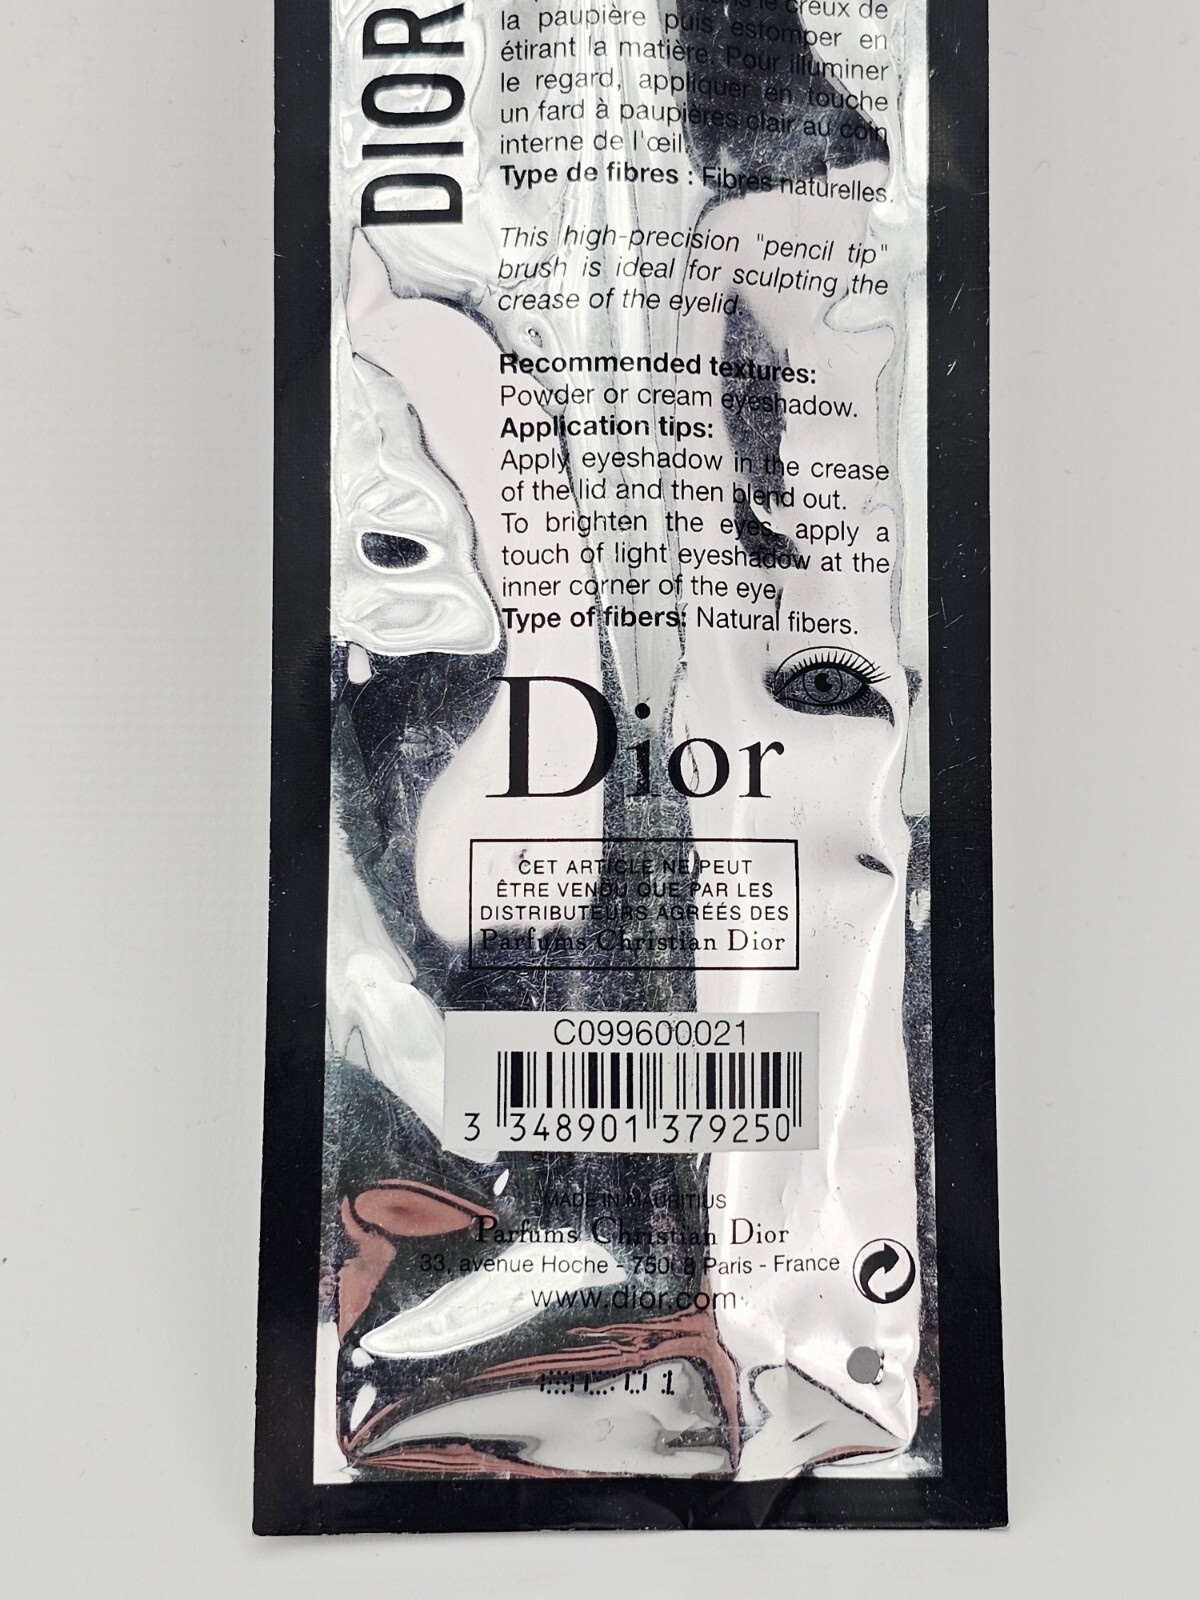 DIOR
creux de
la paupière puis estomper en
étirant la matière. Pour illuminer
le regard, appliquer en touche
un fard à paupières clair au coin
interne de l'œil.
Type de fibres : Fibres naturelles.
This high-precision "pencil tip"
brush is ideal for sculpting the
crease of the eyelid.
Recommended textures:
Powder or cream eyeshadow.
Application tips:
Apply eyeshadow in the crease
of the lid and then blend out.
To brighten the eyes, apply a
touch of light eyeshadow at the
inner corner of the eye.
Type of fibers: Natural fibers.
Dior
CET ARTICLE NE PEUT
ÊTRE VENDU QUE PAR LES
DISTRIBUTEURS AGRÉÉS DES
Parfums Christian Dior
C099600021
3 348901 379250
MADE IN MAURITIUS
Parfums Christian Dior
33, avenue Hoche - 75008 Paris - France
www.dior.com